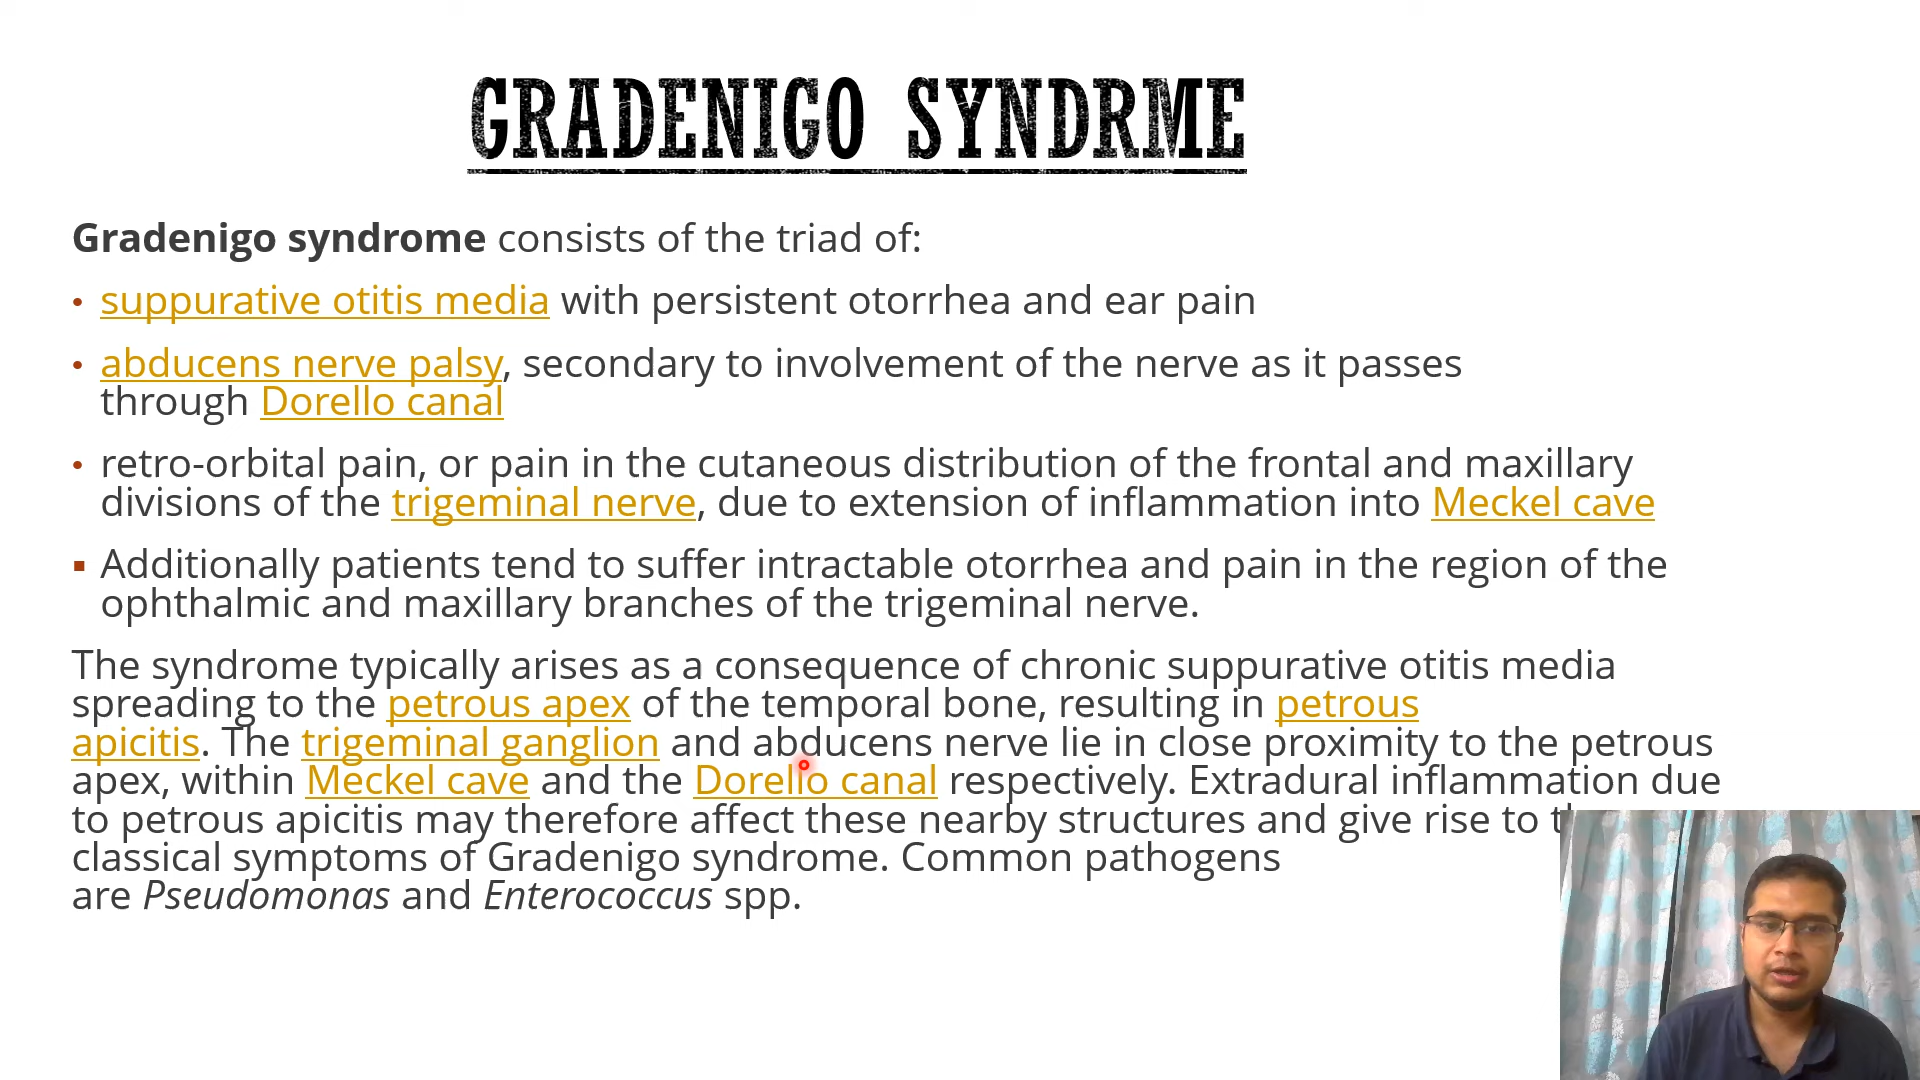 GRADENIGO SYNDRME
Gradenigo syndrome consists of the triad of:
• suppurative otitis media with persistent otorrhea and ear pain
• abducens nerve palsy, secondary to involvement of the nerve as it passes
through Dorello canal
• retro-orbital pain, or pain in the cutaneous distribution of the frontal and maxillary
divisions of the trigeminal nerve, due to extension of inflammation into Meckel cave
▪ Additionally patients tend to suffer intractable otorrhea and pain in the region of the
ophthalmic and maxillary branches of the trigeminal nerve.
The syndrome typically arises as a consequence of chronic suppurative otitis media
spreading to the petrous apex of the temporal bone, resulting in petrous
apicitis. The trigeminal ganglion and abducens nerve lie in close proximity to the petrous
apex, within Meckel cave and the Dorello canal respectively. Extradural inflammation due
to petrous apicitis may therefore affect these nearby structures and give rise to
classical symptoms of Gradenigo syndrome. Common pathogens
are Pseudomonas and Enterococcus spp.